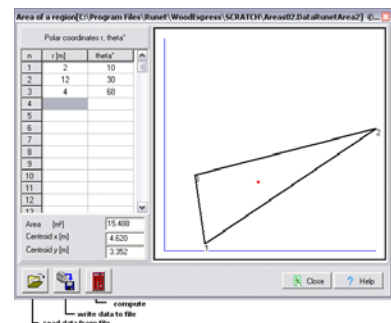 Area of a region[C:\Program Files\Runet\WoodExpress\SCRATCH\Areas02.DataRunetArea2] ©...
Polar coordinates r, theta°
n r [m] theta°
1 2 10
2 12 30
3 4 60
4
5
6
7
8
9
10
11
12
13
Area [m²] 15.488
Centroid x [m] 4.620
Centroid y [m] 3.352
2
1
Close
? Help
compute
write data to file
read data from file